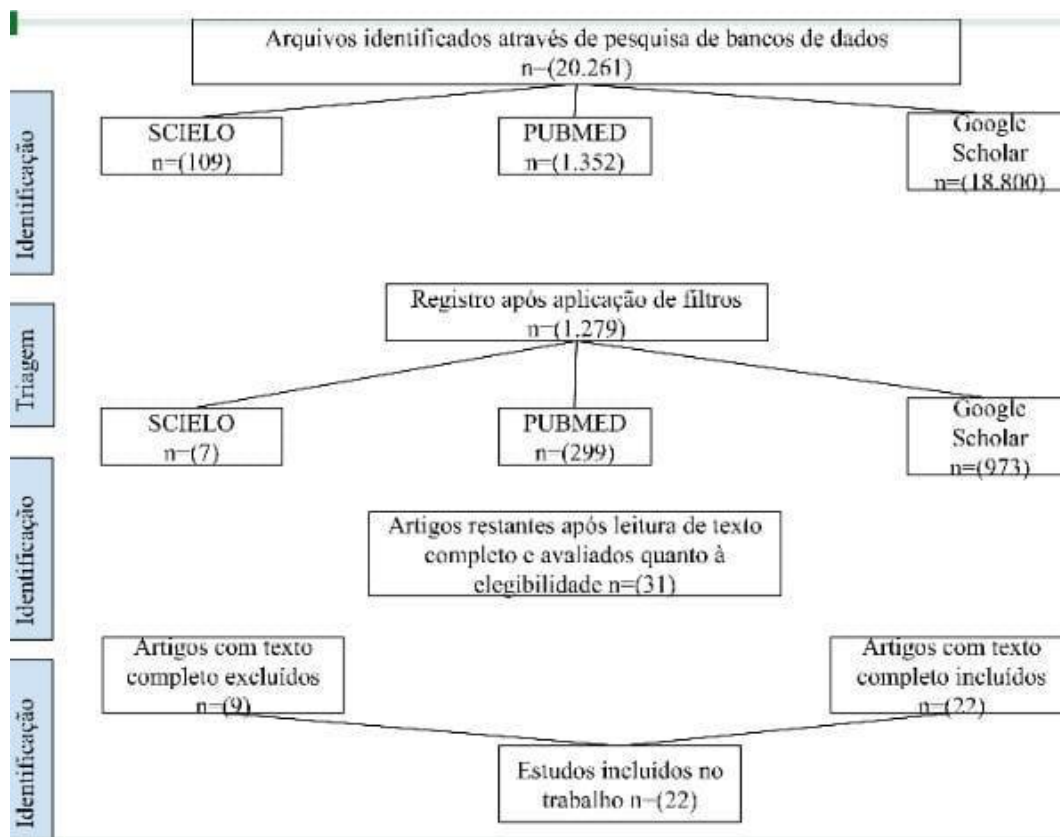 Arquivos identificados através de pesquisa de bancos de dados
n=(20.261)
Identificação
SCIELO
n=(109)
PUBMED
n=(1.352)
Google
Scholar
n=(18.800)
Triagem
Registro após aplicação de filtros
n=(1.279)
SCIELO
n=(7)
PUBMED
n=(299)
Google
Scholar
n=(973)
Identificação
Artigos restantes após leitura de texto
completo e avaliados quanto à
elegibilidade n=(31)
Identificação
Artigos com texto
completo excluídos
n=(9)
Artigos com texto
completo incluídos
n=(22)
Estudos incluídos no
trabalho n=(22)